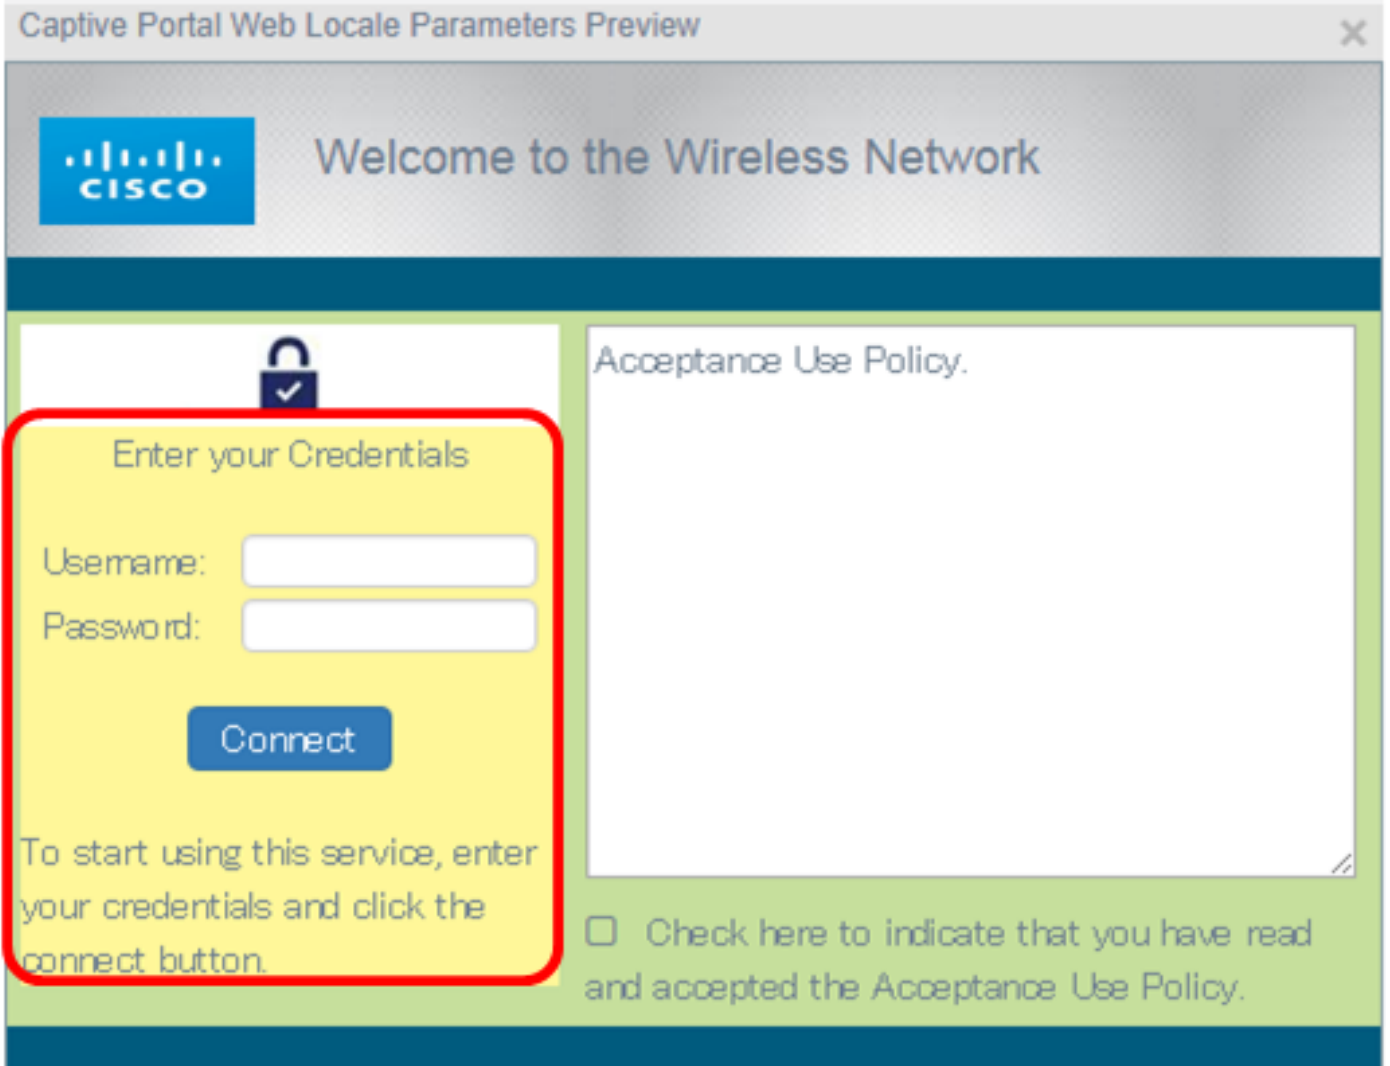 Captive Portal Web Locale Parameters Preview
CISCO
Welcome to the Wireless Network
Enter your Credentials
Username:
Password:
Connect
To start using this service, enter
your credentials and click the
connect button.
Acceptance Use Policy.
Check here to indicate that you have read
and accepted the Acceptance Use Policy.